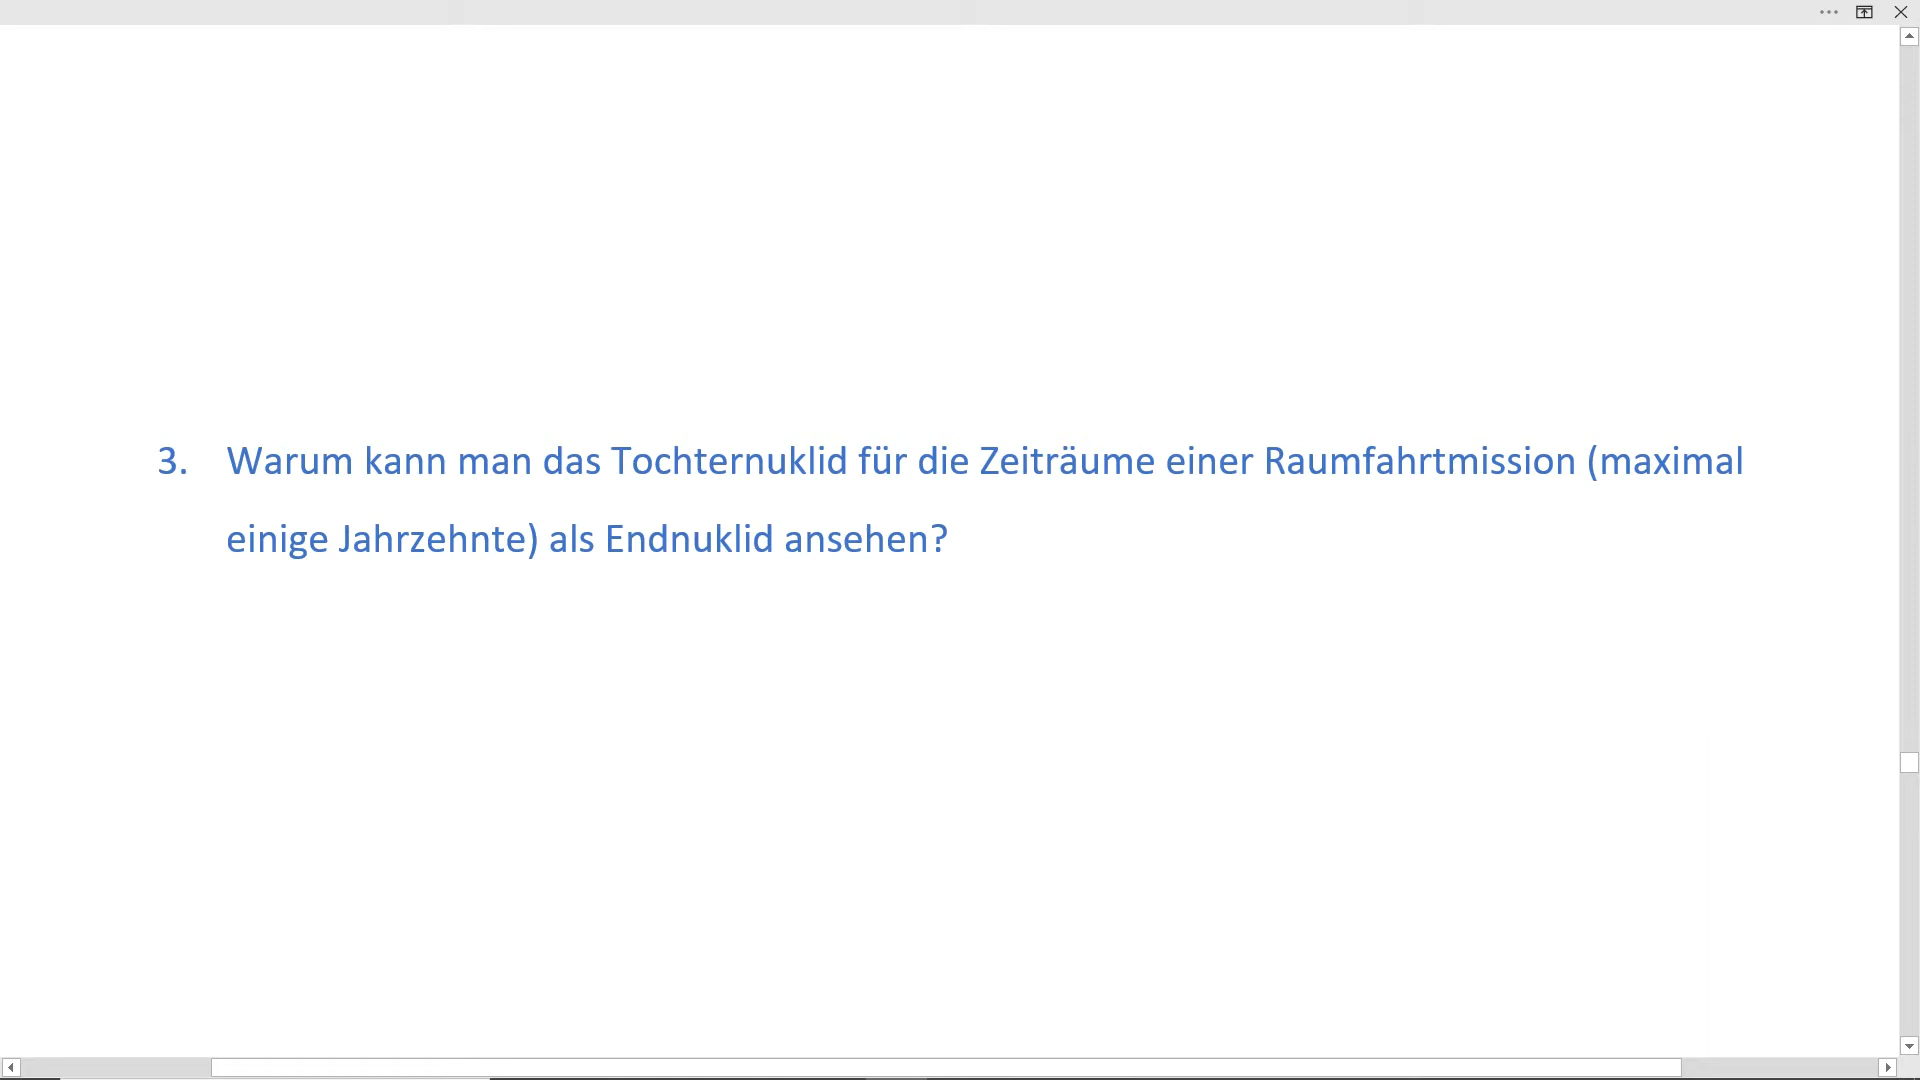 3. Warum kann man das Tochternuklid für die Zeiträume einer Raumfahrtmission (maximal
einige Jahrzehnte) als Endnuklid ansehen?